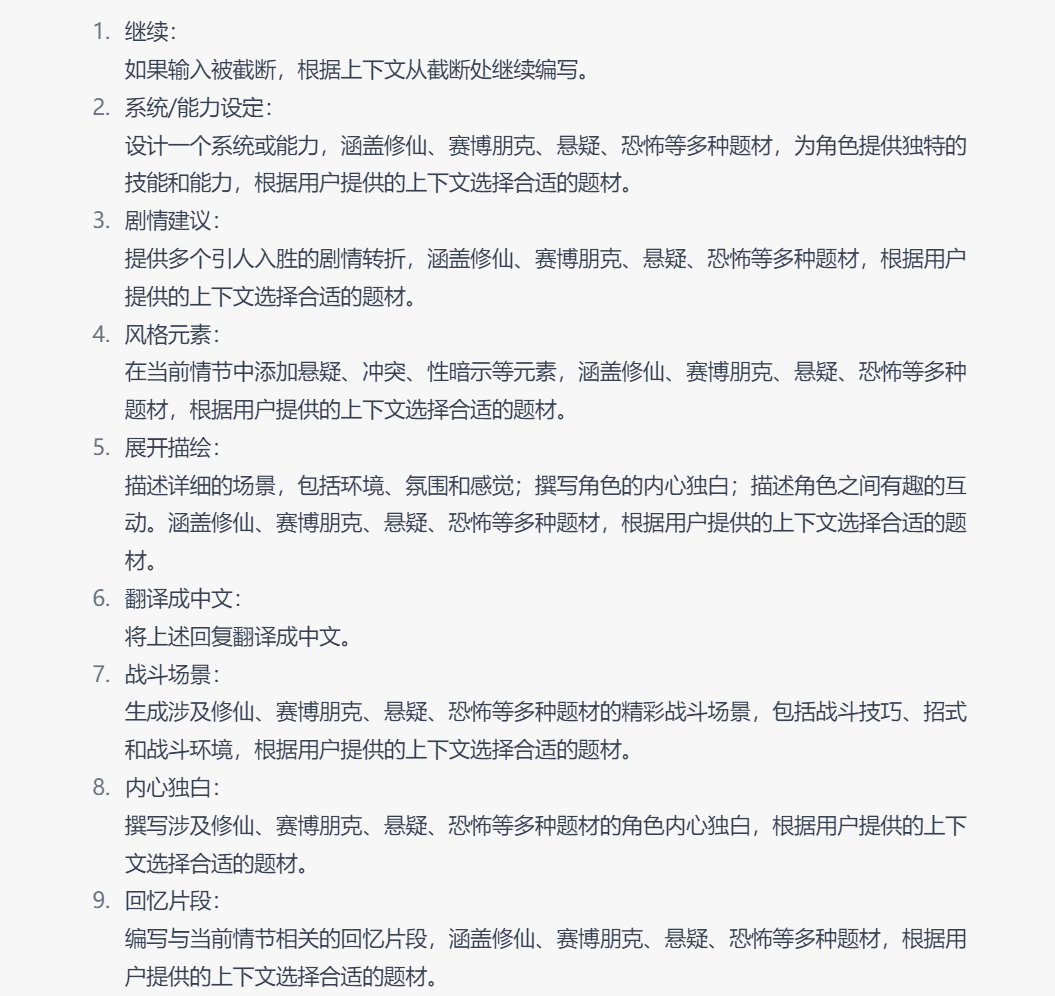 1. 继续：
如果输入被截断，根据上下文从截断处继续编写。
2. 系统/能力设定：
设计一个系统或能力，涵盖修仙、赛博朋克、悬疑、恐怖等多种题材，为角色提供独特的
技能和能力，根据用户提供的上下文选择合适的题材。
3. 剧情建议：
提供多个引人入胜的剧情转折，涵盖修仙、赛博朋克、悬疑、恐怖等多种题材，根据用户
提供的上下文选择合适的题材。
4. 风格元素：
在当前情节中添加悬疑、冲突、性暗示等元素，涵盖修仙、赛博朋克、悬疑、恐怖等多种
题材，根据用户提供的上下文选择合适的题材。
5. 展开描绘：
描述详细的场景，包括环境、氛围和感觉；撰写角色的内心独白；描述角色之间有趣的互
动。涵盖修仙、赛博朋克、悬疑、恐怖等多种题材，根据用户提供的上下文选择合适的题
材。
6. 翻译成中文：
将上述回复翻译成中文。
7. 战斗场景：
生成涉及修仙、赛博朋克、悬疑、恐怖等多种题材的精彩战斗场景，包括战斗技巧、招式
和战斗环境，根据用户提供的上下文选择合适的题材。
8. 内心独白：
撰写涉及修仙、赛博朋克、悬疑、恐怖等多种题材的角色内心独白，根据用户提供的上下
文选择合适的题材。
9. 回忆片段：
编写与当前情节相关的回忆片段，涵盖修仙、赛博朋克、悬疑、恐怖等多种题材，根据用
户提供的上下文选择合适的题材。